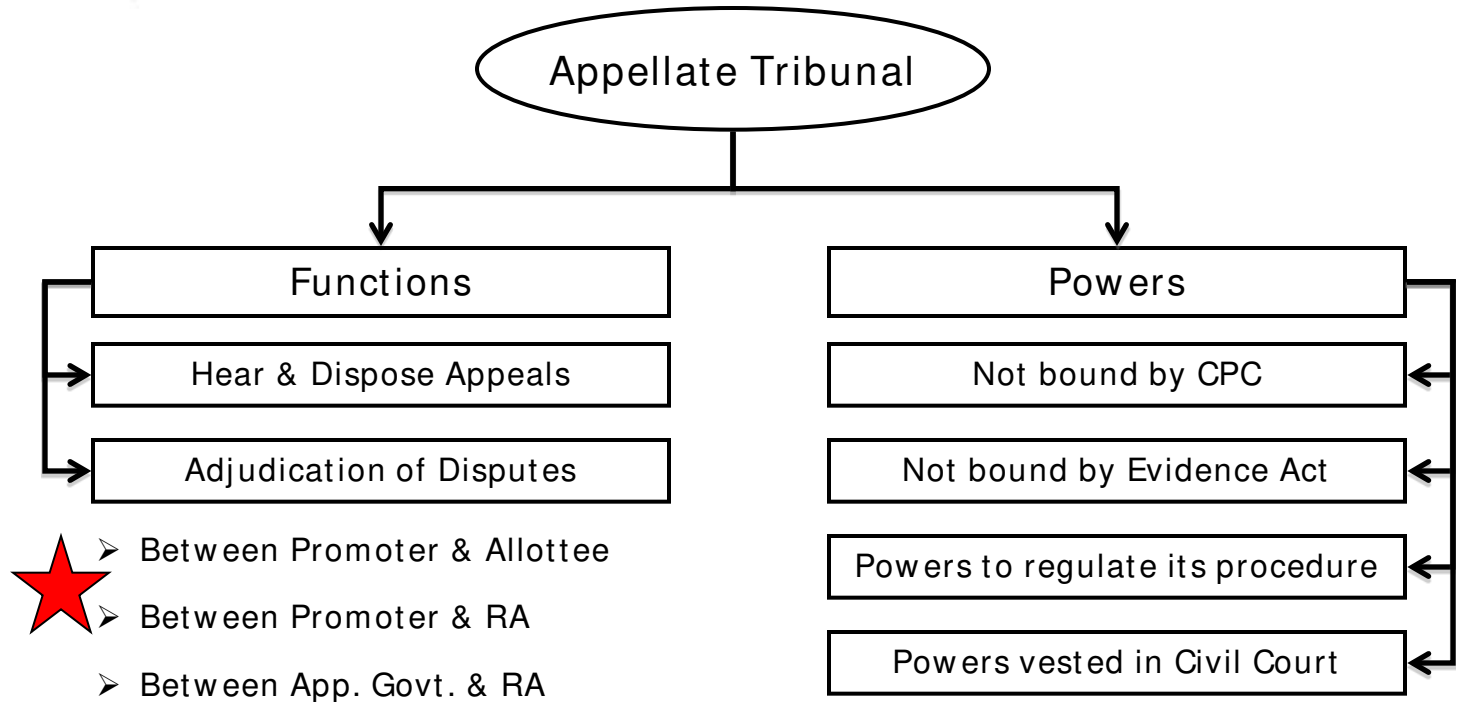 Appellate Tribunal
Functions
Hear & Dispose Appeals
Adjudication of Disputes
➢ Between Promoter & Allottee
➢ Between Promoter & RA
➢ Between App. Govt. & RA
Powers
Not bound by CPC
Not bound by Evidence Act
Powers to regulate its procedure
Powers vested in Civil Court